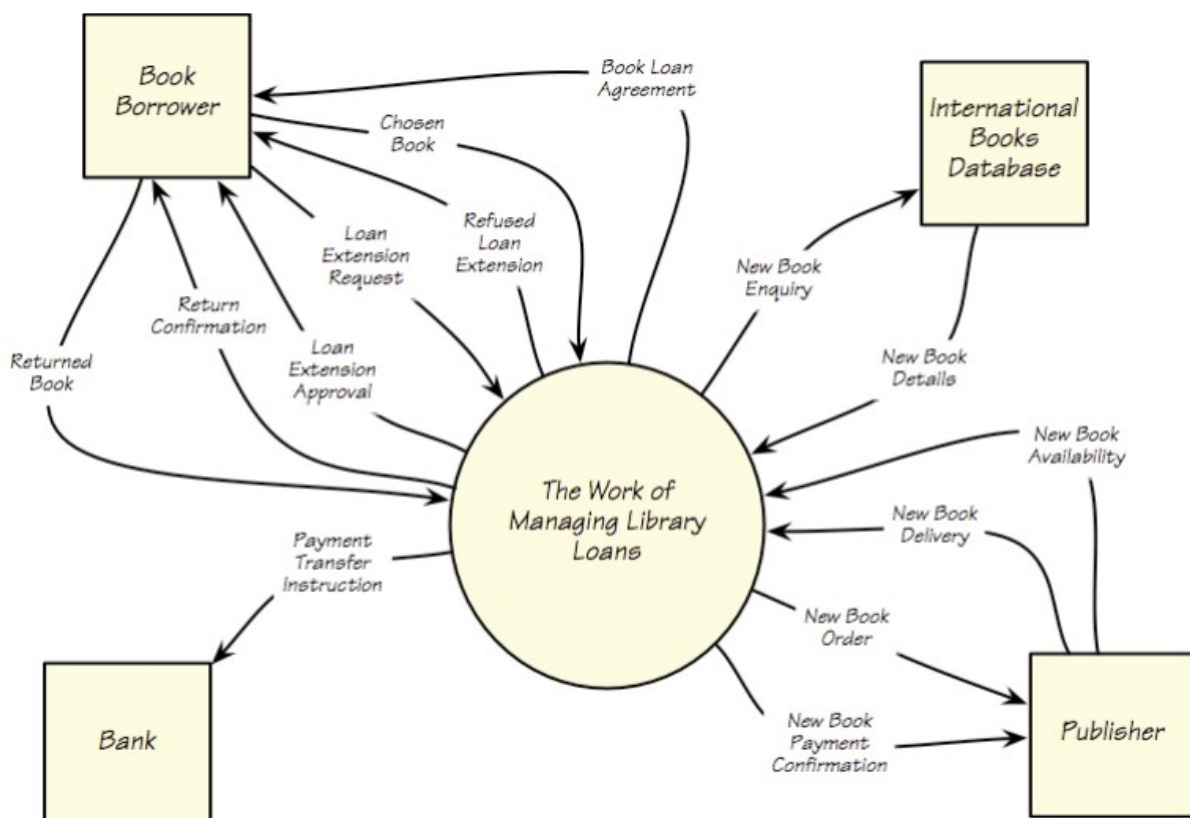 Book
Borrower
Book Loan
Agreement
International
Books
Database
Chosen
Book
Loan
Extension
Request
Refused
Loan
Extension
New Book
Enquiry
Return
Confirmation
Returned
Book
Loan
Extension
Approval
New Book
Details
New Book
Availability
The Work of
Managing Library
Loans
New Book
Delivery
Payment
Transfer
Instruction
New Book
Order
Bank
New Book
Payment
Confirmation
Publisher